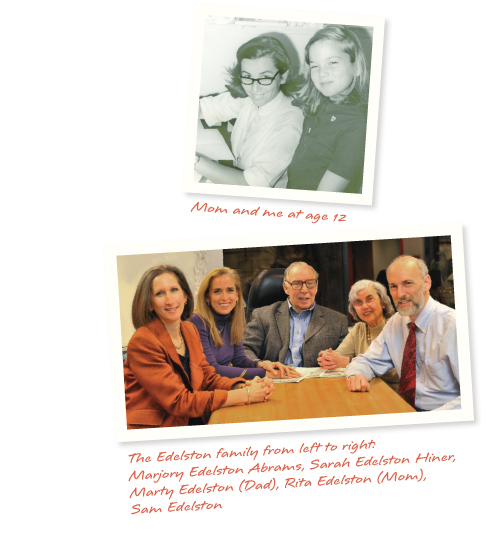 Mom and me at age 12
The Edelston family from left to right:
Marjory Edelston Abrams, Sarah Edelston Hiner,
Marty Edelston (Dad), Rita Edelston (Mom),
Sam Edelston